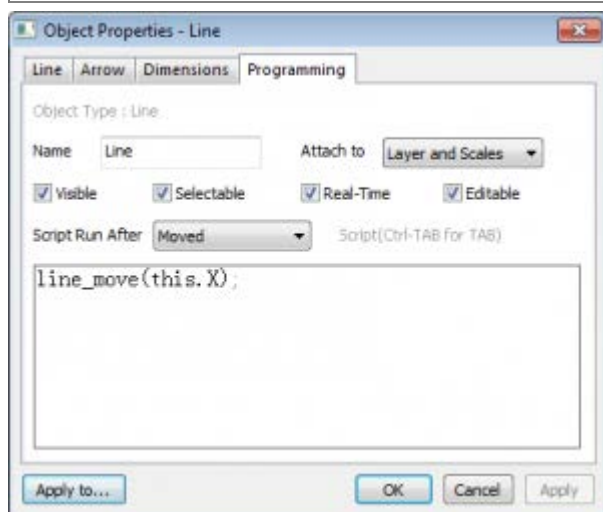 Object Properties - Line
Line Arrow Dimensions Programming
Object Type : Line
Name Line Attach to Layer and Scales
Visible Selectable Real-Time Editable
Script Run After Moved Script(Ctrl-TAB for TAB)
line_move(this.X);
Apply to... OK Cancel Apply